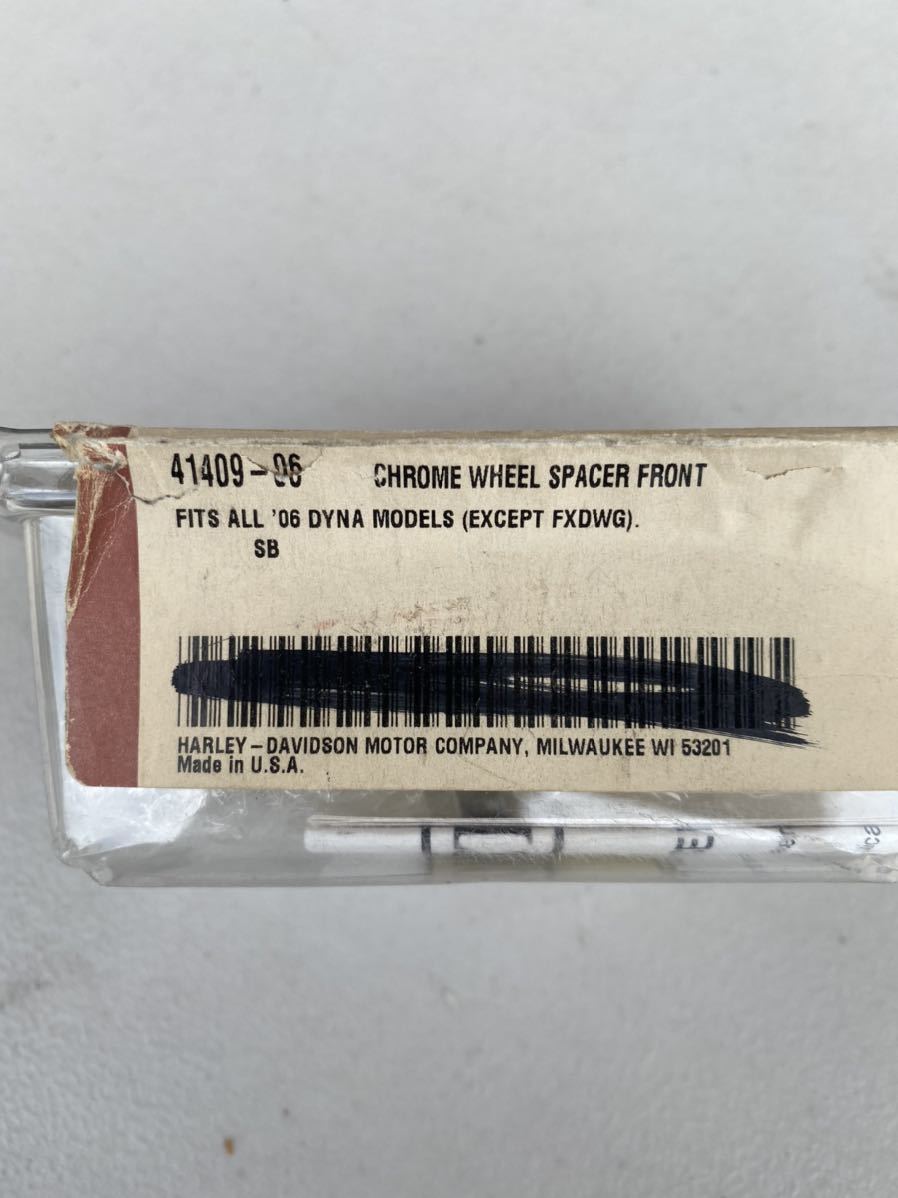 41409-06 CHROME WHEEL SPACER FRONT
FITS ALL '06 DYNA MODELS (EXCEPT FXDWG).
SB
HARLEY-DAVIDSON MOTOR COMPANY, MILWAUKEE WI 53201
Made in U.S.A.